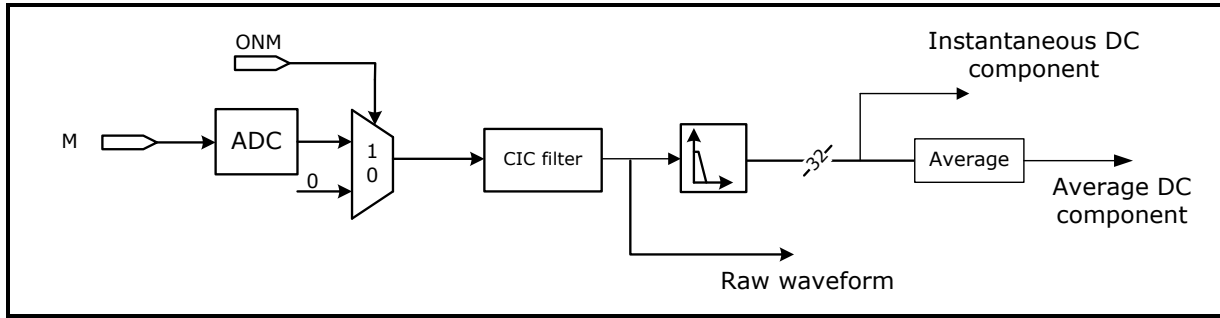 ONM
Instantaneous DC
component
M
ADC
1
0
0
CIC filter
32
Average
Average DC
component
Raw waveform